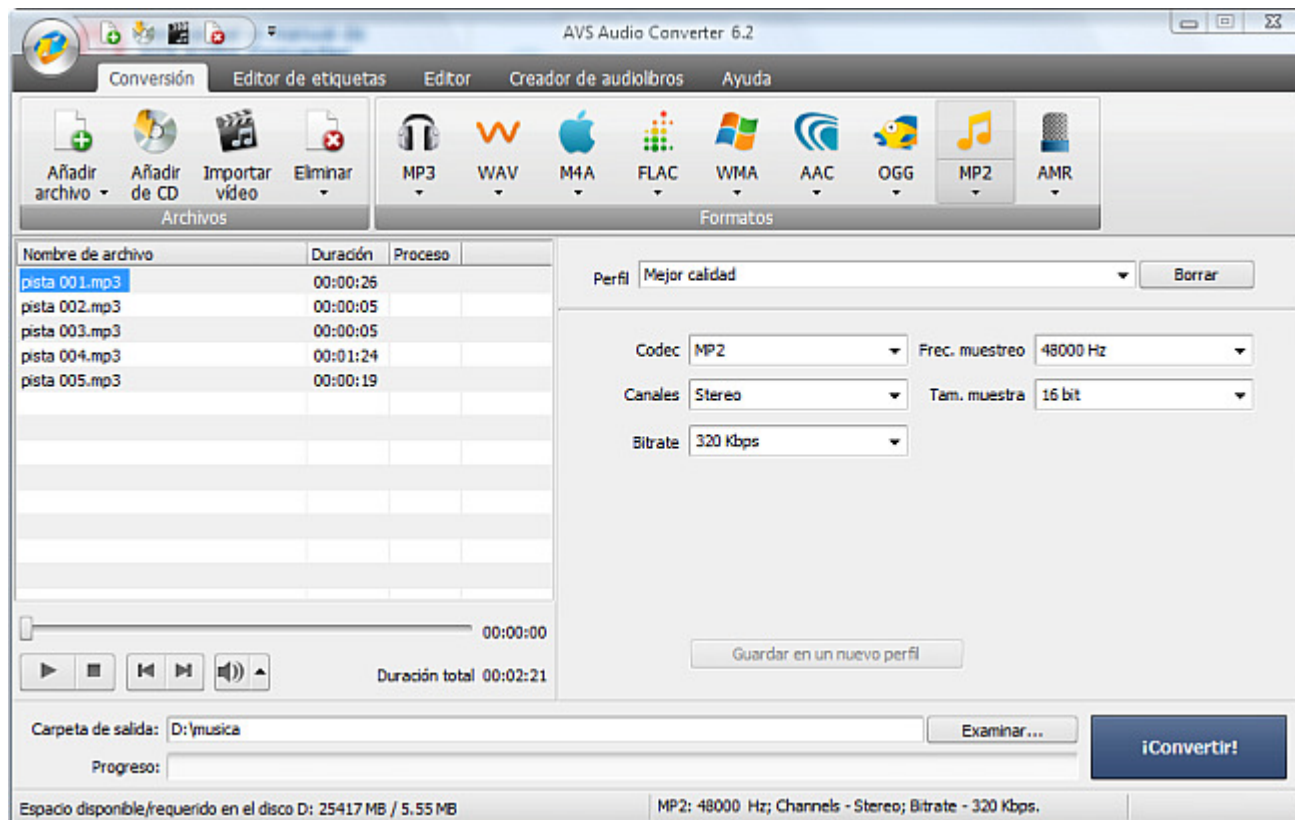 AVS Audio Converter 6.2
Conversión Editor de etiquetas Editor Creador de audiolibros Ayuda
Añadir archivo
Añadir de CD
Importar vídeo
Eliminar
MP3 WAV M4A FLAC WMA AAC OGG MP2 AMR
Archivos Formatos
Nombre de archivo Duración Proceso
pista 001.mp3 00:00:26
pista 002.mp3 00:00:05
pista 003.mp3 00:00:05
pista 004.mp3 00:01:24
pista 005.mp3 00:00:19
Perfil Mejor calidad Borrar
Codec MP2 Frec. muestreo 48000 Hz
Canales Stereo Tam. muestra 16 bit
Bitrate 320 Kbps
00:00:00
Guardar en un nuevo perfil
Duración total 00:02:21
Carpeta de salida: D:\musica Examinar...
¡Convertir!
Progreso:
Espacio disponible/requerido en el disco D: 25417 MB / 5.55 MB
MP2: 48000 Hz; Channels - Stereo; Bitrate - 320 Kbps.